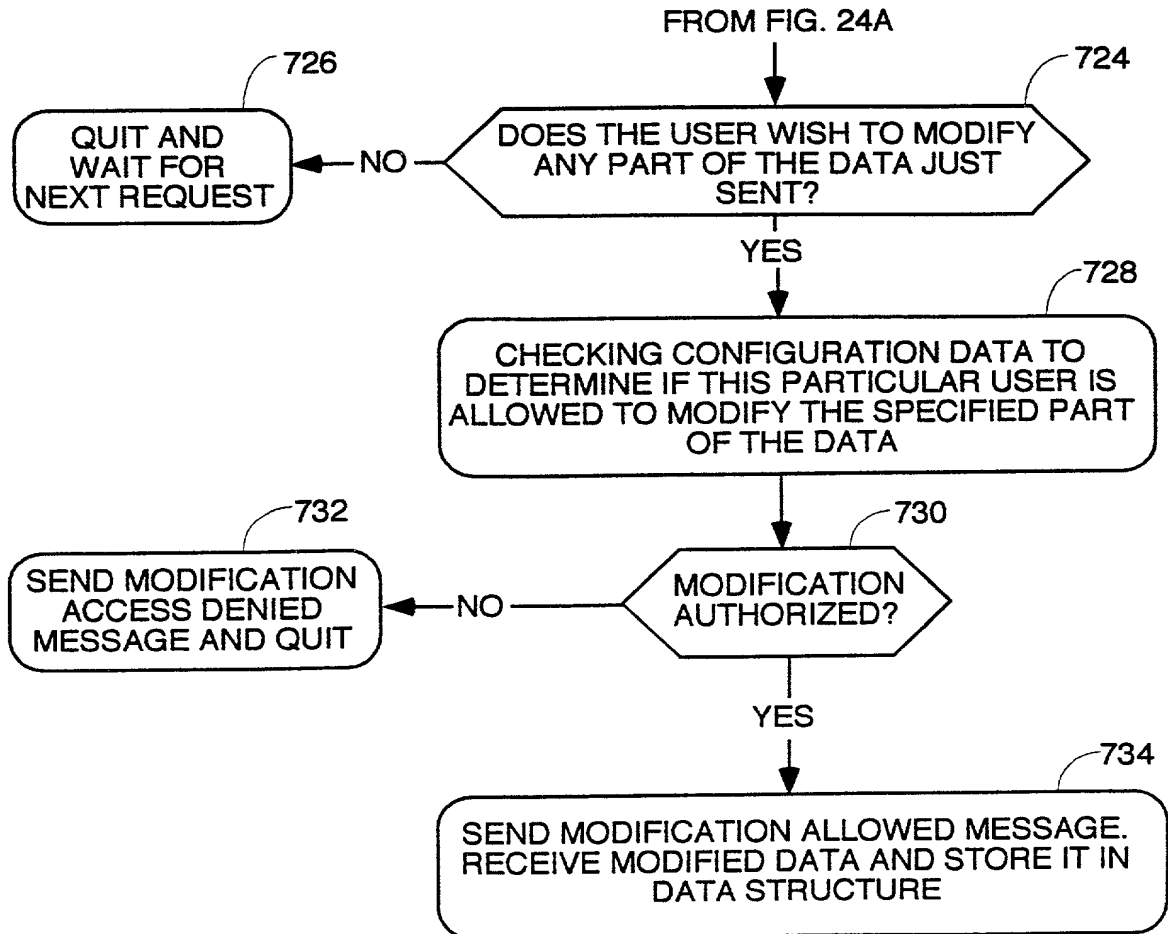 FROM FIG. 24A
726
724
QUIT AND
WAIT FOR
NEXT REQUEST
NO
DOES THE USER WISH TO MODIFY
ANY PART OF THE DATA JUST
SENT?
YES
728
CHECKING CONFIGURATION DATA TO
DETERMINE IF THIS PARTICULAR USER IS
ALLOWED TO MODIFY THE SPECIFIED PART
OF THE DATA
732
730
SEND MODIFICATION
ACCESS DENIED
MESSAGE AND QUIT
NO
MODIFICATION
AUTHORIZED?
YES
734
SEND MODIFICATION ALLOWED MESSAGE.
RECEIVE MODIFIED DATA AND STORE IT IN
DATA STRUCTURE